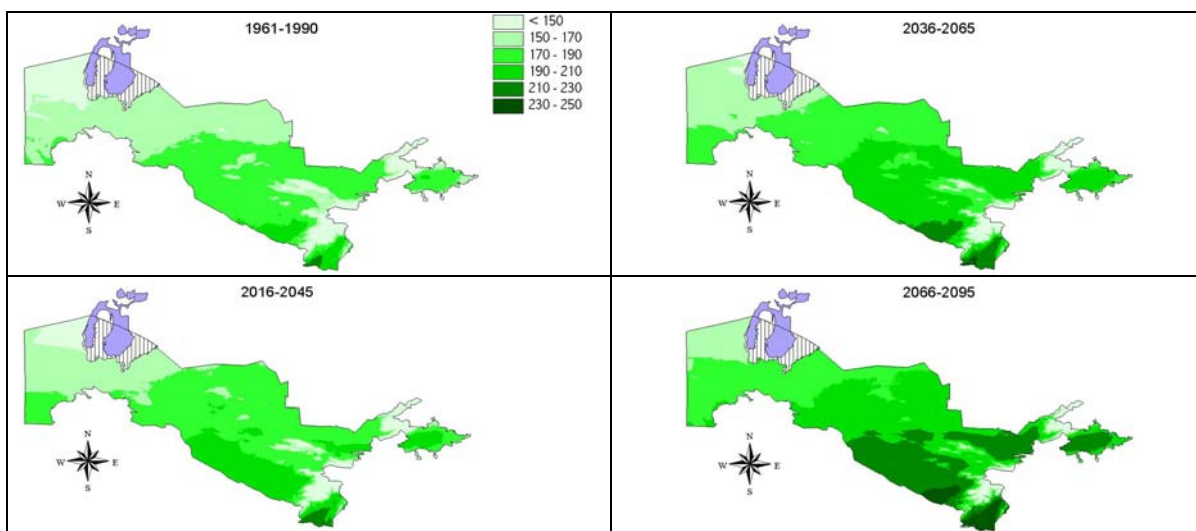 1961-1990
< 150
150 - 170
170 - 190
190 - 210
210 - 230
230 - 250
N
W E
S
2036-2065
N
W E
S
2016-2045
N
W E
S
2066-2095
N
W E
S